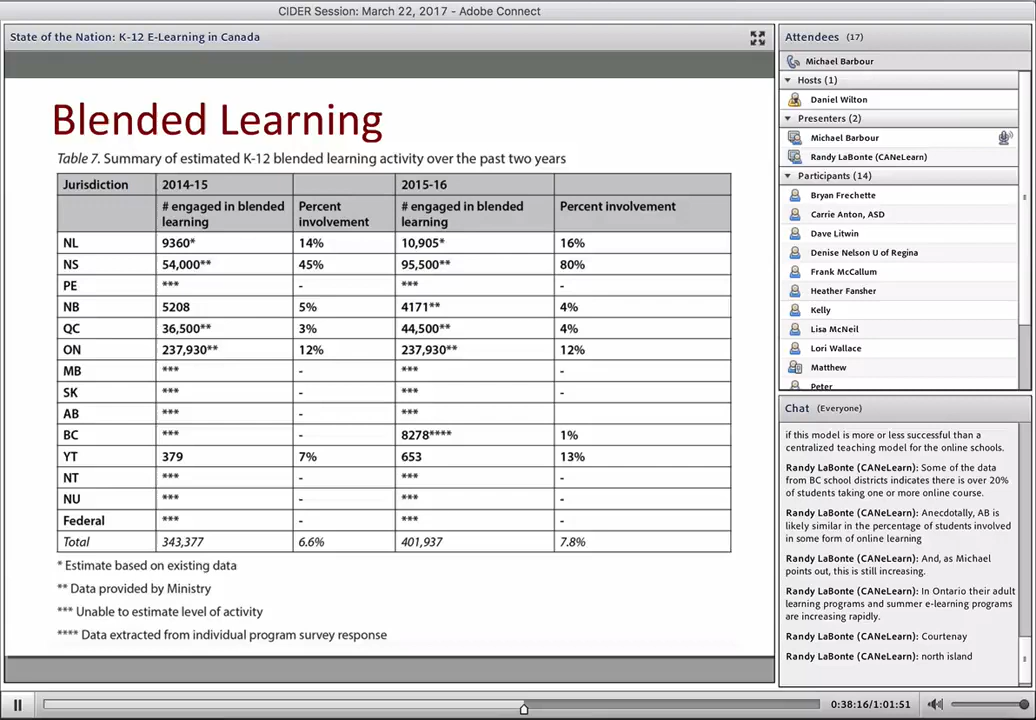 CIDER Session: March 22, 2017 - Adobe Connect
State of the Nation: K-12 E-Learning in Canada
Blended Learning
Table 7. Summary of estimated K-12 blended learning activity over the past two years
Jurisdiction 2014-15 2015-16
# engaged in blended learning Percent involvement # engaged in blended learning Percent involvement
NL 9360* 14% 10,905* 16%
NS 54,000** 45% 95,500** 80%
PE *** - *** -
NB 5208 5% 4171** 4%
QC 36,500** 3% 44,500** 4%
ON 237,930** 12% 237,930** 12%
MB *** - *** -
SK *** - *** -
AB *** - ***
BC *** - 8278**** 1%
YT 379 7% 653 13%
NT *** - *** -
NU *** - *** -
Federal *** - *** -
Total 343,377 6.6% 401,937 7.8%
* Estimate based on existing data
** Data provided by Ministry
*** Unable to estimate level of activity
**** Data extracted from individual program survey response
Attendees (17)
Michael Barbour
Hosts (1)
Daniel Wilton
Presenters (2)
Michael Barbour
Randy LaBonte (CANeLearn)
Participants (14)
Bryan Frechette
Carrie Anton, ASD
Dave Litwin
Denise Nelson U of Regina
Frank McCallum
Heather Fansher
Kelly
Lisa McNeil
Lori Wallace
Matthew
Peter
Chat (Everyone)
if this model is more or less successful than a
centralized teaching model for the online schools.
Randy LaBonte (CANeLearn): Some of the data
from BC school districts indicates there is over 20%
of students taking one or more online course.
Randy LaBonte (CANeLearn): Anecdotally, AB is
likely similar in the percentage of students involved
in some form of online learning
Randy LaBonte (CANeLearn): And, as Michael
points out, this is still increasing.
Randy LaBonte (CANeLearn): In Ontario their adult
learning programs and summer e-learning programs
are increasing rapidly.
Randy LaBonte (CANeLearn): Courtenay
Randy LaBonte (CANeLearn): north island
0:38:16/1:01:51